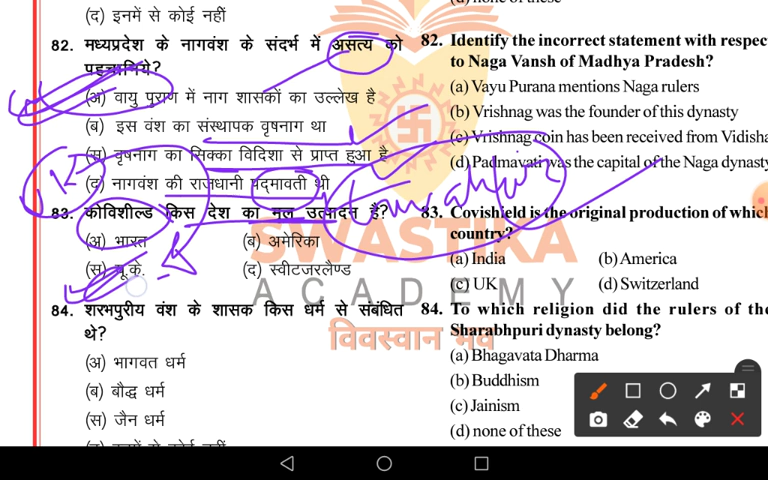 (द) इनमें से कोई नहीं
82. मध्यप्रदेश के नागवंश के संदर्भ में असत्य को
पहचानिये?
(अ) वायु पुराण में नाग शासकों का उल्लेख है
(ब) इस वंश का संस्थापक वृषनाग था
(स) वृषनाग का सिक्का विदिशा से प्राप्त हुआ है
(द) नागवंश की राजधानी पद्मावती थी
83. कोविशील्ड किस देश का मूल उत्पादन है?
(अ) भारत (ब) अमेरिका
(स) यू.के. (द) स्वीटजरलैण्ड
84. शरभपुरीय वंश के शासक किस धर्म से संबंधित
थे?
(अ) भागवत धर्म
(ब) बौद्ध धर्म
(स) जैन धर्म
82. Identify the incorrect statement with respec
to Naga Vansh of Madhya Pradesh?
(a) Vayu Purana mentions Naga rulers
(b) Vrishnag was the founder of this dynasty
(c) Vrishnag coin has been received from Vidisha
(d) Padmavati was the capital of the Naga dynasty
83. Covishield is the original production of which
country?
(a) India (b) America
(c) UK (d) Switzerland
84. To which religion did the rulers of the
Sharabhpuri dynasty belong?
(a) Bhagavata Dharma
(b) Buddhism
(c) Jainism
(d) none of these
SWASTIKA
ACADEMY
विवस्वान भव